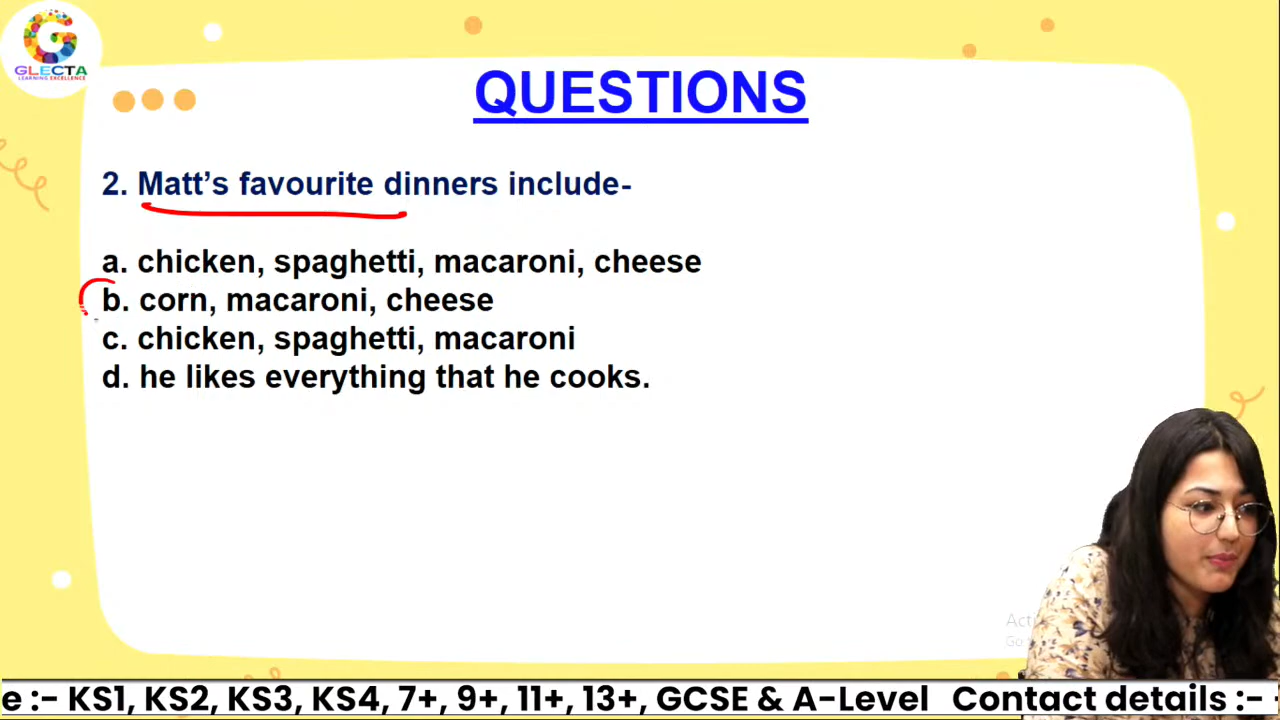 GLECTA
LEARNING EXCELLENCE
QUESTIONS
2. Matt’s favourite dinners include-
a. chicken, spaghetti, macaroni, cheese
b. corn, macaroni, cheese
c. chicken, spaghetti, macaroni
d. he likes everything that he cooks.
e :- KS1, KS2, KS3, KS4, 7+, 9+, 11+, 13+, GCSE & A-Level Contact details :-